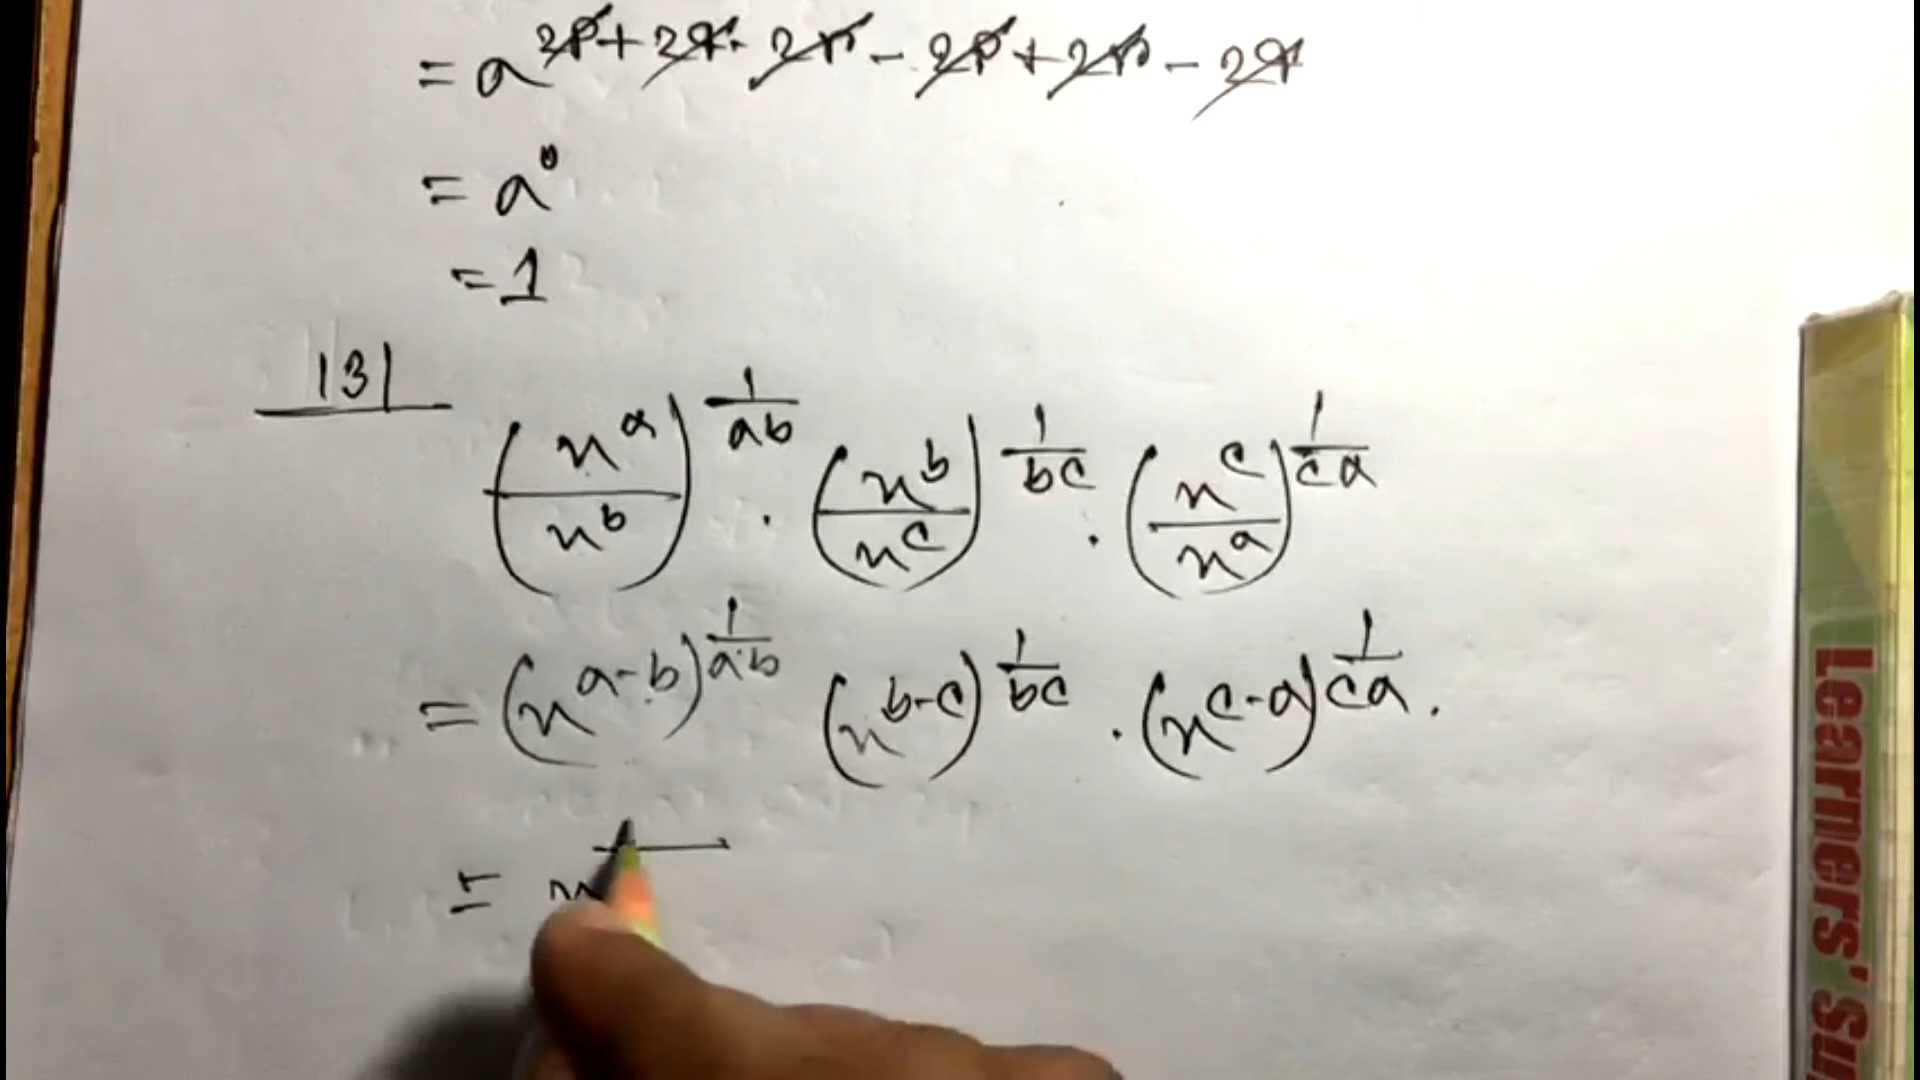 = a^{2p+2q-2r-2p+2r-2q}
= a^0
= 1
131
(x^a/x^b)^{1/ab} . (x^b/x^c)^{1/bc} . (x^c/x^a)^{1/ca}
= (x^{a-b})^{1/a·b} (x^{b-c})^{1/bc} . (x^{c-a})^{1/ca} .
= x
Learners' Su